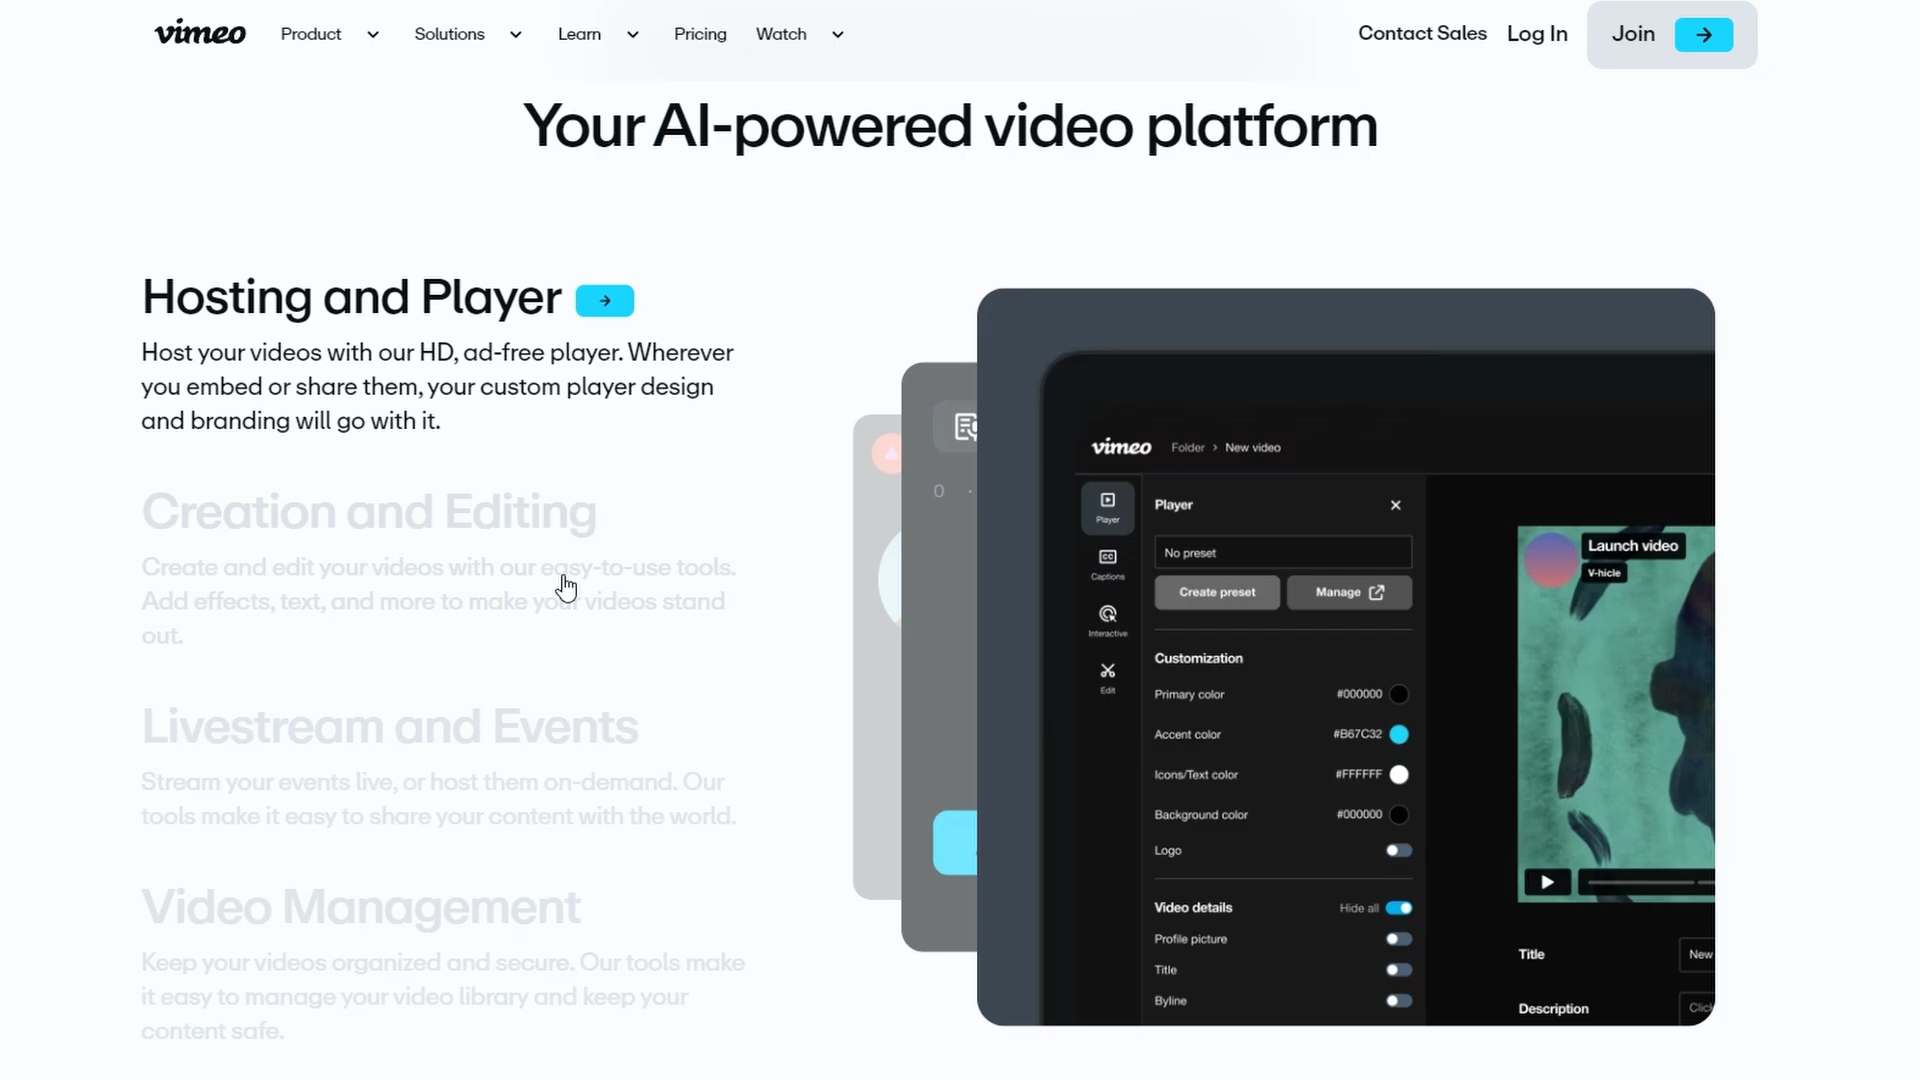 vimeo
Product
Solutions
Learn
Pricing
Watch
Contact Sales
Log In
Join
Your AI-powered video platform
Hosting and Player
Host your videos with our HD, ad-free player. Wherever
you embed or share them, your custom player design
and branding will go with it.
Creation and Editing
Create and edit your videos with our easy-to-use tools.
Add effects, text, and more to make your videos stand
out.
Livestream and Events
Stream your events live, or host them on-demand. Our
tools make it easy to share your content with the world.
Video Management
Keep your videos organized and secure. Our tools make
it easy to manage your video library and keep your
content safe.
0
vimeo
Folder > New video
Player
Captions
Interactive
Edit
Player
No preset
Create preset
Manage
Customization
Primary color #000000
Accent color #B67C32
Icons/Text color #FFFFFF
Background color #000000
Logo
Video details Hide all
Profile picture
Title
Byline
Launch video
V-hicle
Title
New
Description